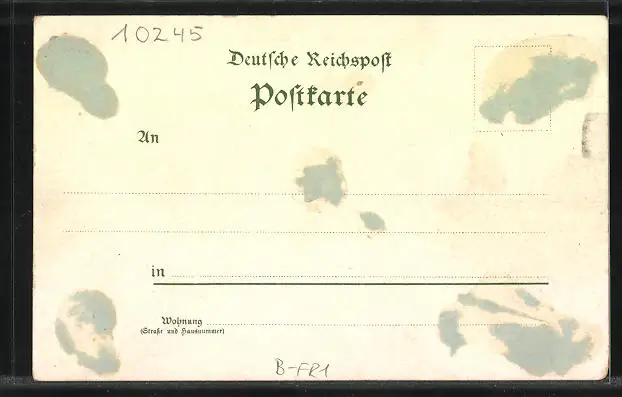 10245
Deutsche Reichspost
Postkarte
An
in
Wohnung
(Straße und Hausnummer)
B-FR1